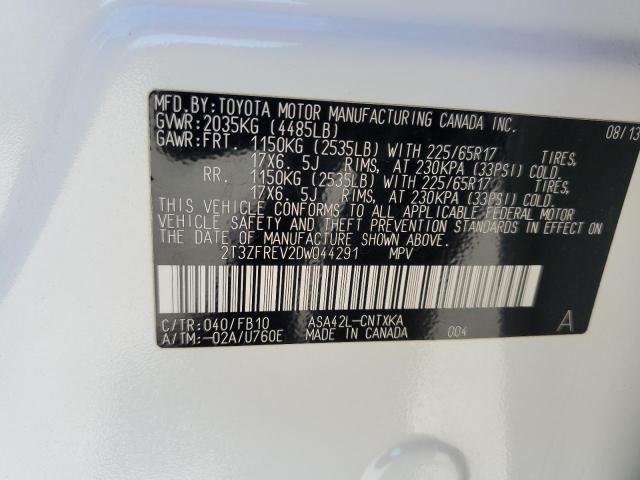 MFD.BY:TOYOTA MOTOR MANUFACTURING CANADA INC. 08/13
GVWR:2035KG (4485LB)
GAWR:FRT. 1150KG (2535LB) WITH 225/65R17 TIRES,
17X6.5J RIMS, AT 230KPA (33PSI) COLD.
RR. 1150KG (2535LB) WITH 225/65R17 TIRES,
17X6.5J RIMS, AT 230KPA (33PSI) COLD.
THIS VEHICLE CONFORMS TO ALL APPLICABLE FEDERAL MOTOR
VEHICLE SAFETY AND THEFT PREVENTION STANDARDS IN EFFECT ON
THE DATE OF MANUFACTURE SHOWN ABOVE.
2T3ZFREV2DW044291 MPV
C/TR:040/FB10 ASA42L-CNTXKA A
A/TM:-02A/U760E MADE IN CANADA 004